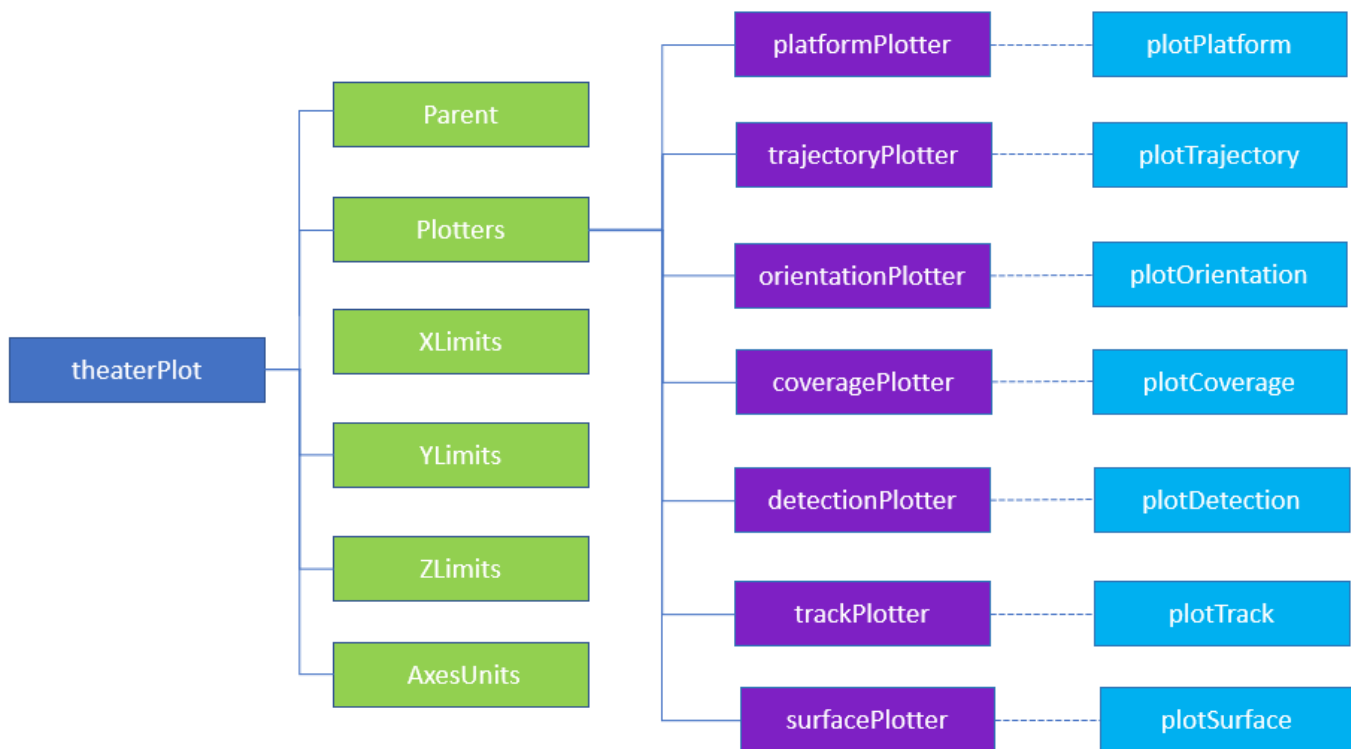 theaterPlot
Parent
Plotters
XLimits
YLimits
ZLimits
AxesUnits
platformPlotter
plotPlatform
trajectoryPlotter
plotTrajectory
orientationPlotter
plotOrientation
coveragePlotter
plotCoverage
detectionPlotter
plotDetection
trackPlotter
plotTrack
surfacePlotter
plotSurface